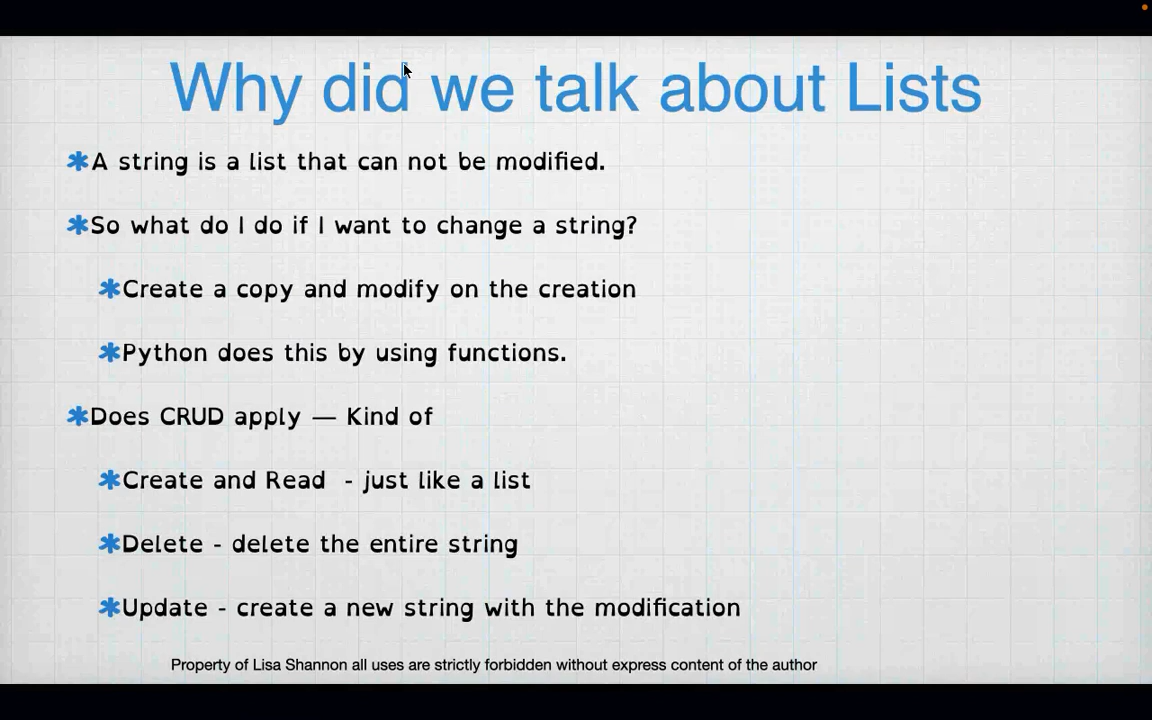 Why did we talk about Lists
✱A string is a list that can not be modified.
✱So what do I do if I want to change a string?
✱Create a copy and modify on the creation
✱Python does this by using functions.
✱Does CRUD apply — Kind of
✱Create and Read - just like a list
✱Delete - delete the entire string
✱Update - create a new string with the modification
Property of Lisa Shannon all uses are strictly forbidden without express content of the author